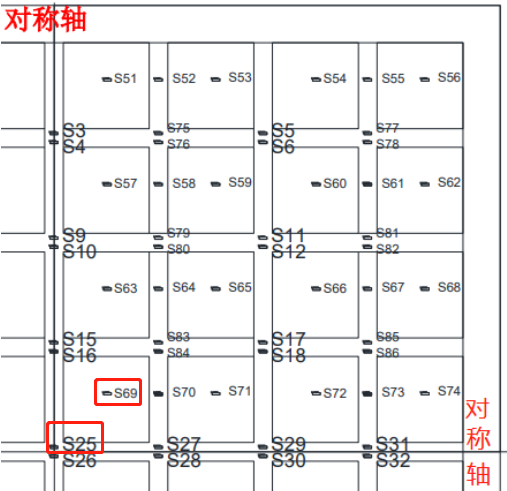 对称轴
S51 S52 S53 S54 S55 S56
S3 S75 S5 S77
S4 S76 S6 S78
S57 S58 S59 S60 S61 S62
S9 S79 S11 S81
S10 S80 S12 S82
S63 S64 S65 S66 S67 S68
S15 S83 S17 S85
S16 S84 S18 S86
S69 S70 S71 S72 S73 S74
对
称
轴
S25 S27 S29 S31
S26 S28 S30 S32